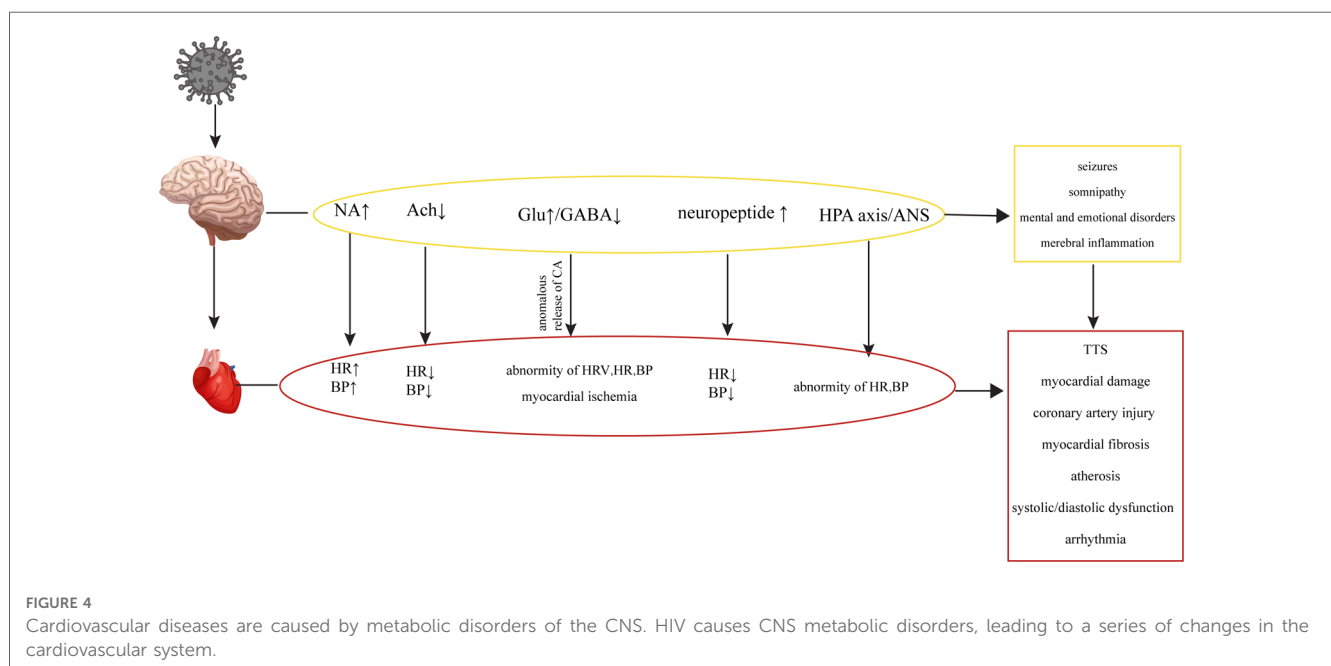 NA↑
Ach↓
Glu↑/GABA↓
neuropeptide ↑
HPA axis/ANS
seizures
somnipathy
mental and emotional disorders
merebral inflammation
anomalous
release of CA
HR↑
BP↑
HR↓
BP↓
abnormity of HRV,HR,BP
myocardial ischemia
HR↓
BP↓
abnormity of HR,BP
TTS
myocardial damage
coronary artery injury
myocardial fibrosis
atherosis
systolic/diastolic dysfunction
arrhythmia
FIGURE 4
Cardiovascular diseases are caused by metabolic disorders of the CNS. HIV causes CNS metabolic disorders, leading to a series of changes in the
cardiovascular system.